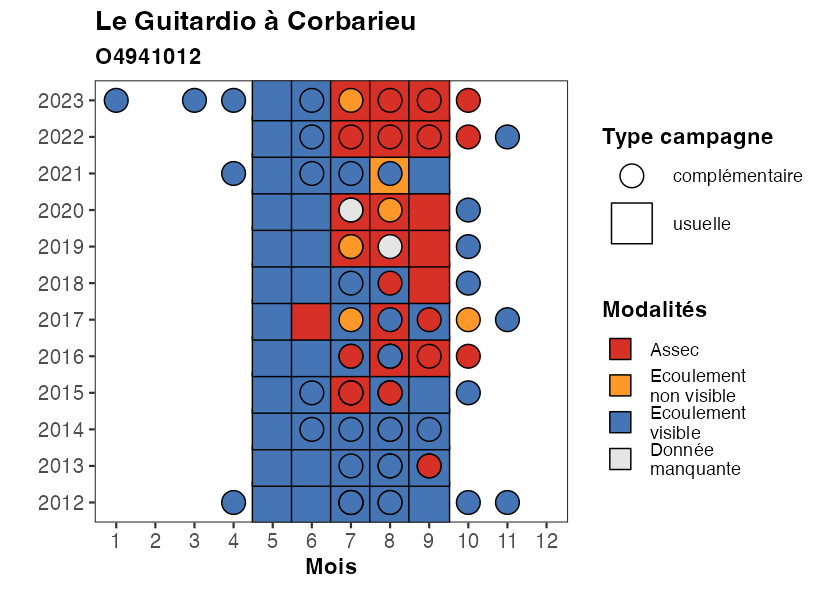 Le Guitardio à Corbarieu
O4941012
2023
2022
2021
2020
2019
2018
2017
2016
2015
2014
2013
2012
1 2 3 4 5 6 7 8 9 10 11 12
Mois
Type campagne
complémentaire
usuelle
Modalités
Assec
Ecoulement
non visible
Ecoulement
visible
Donnée
manquante